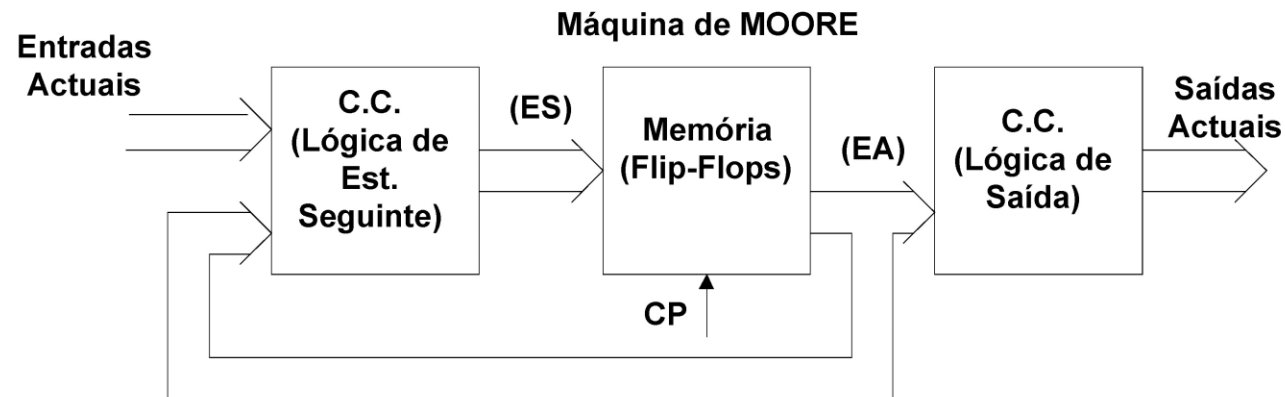 Máquina de MOORE
Entradas
Actuais
C.C.
(Lógica de
Est.
Seguinte)
(ES)
Memória
(Flip-Flops)
CP
(EA)
C.C.
(Lógica de
Saída)
Saídas
Actuais